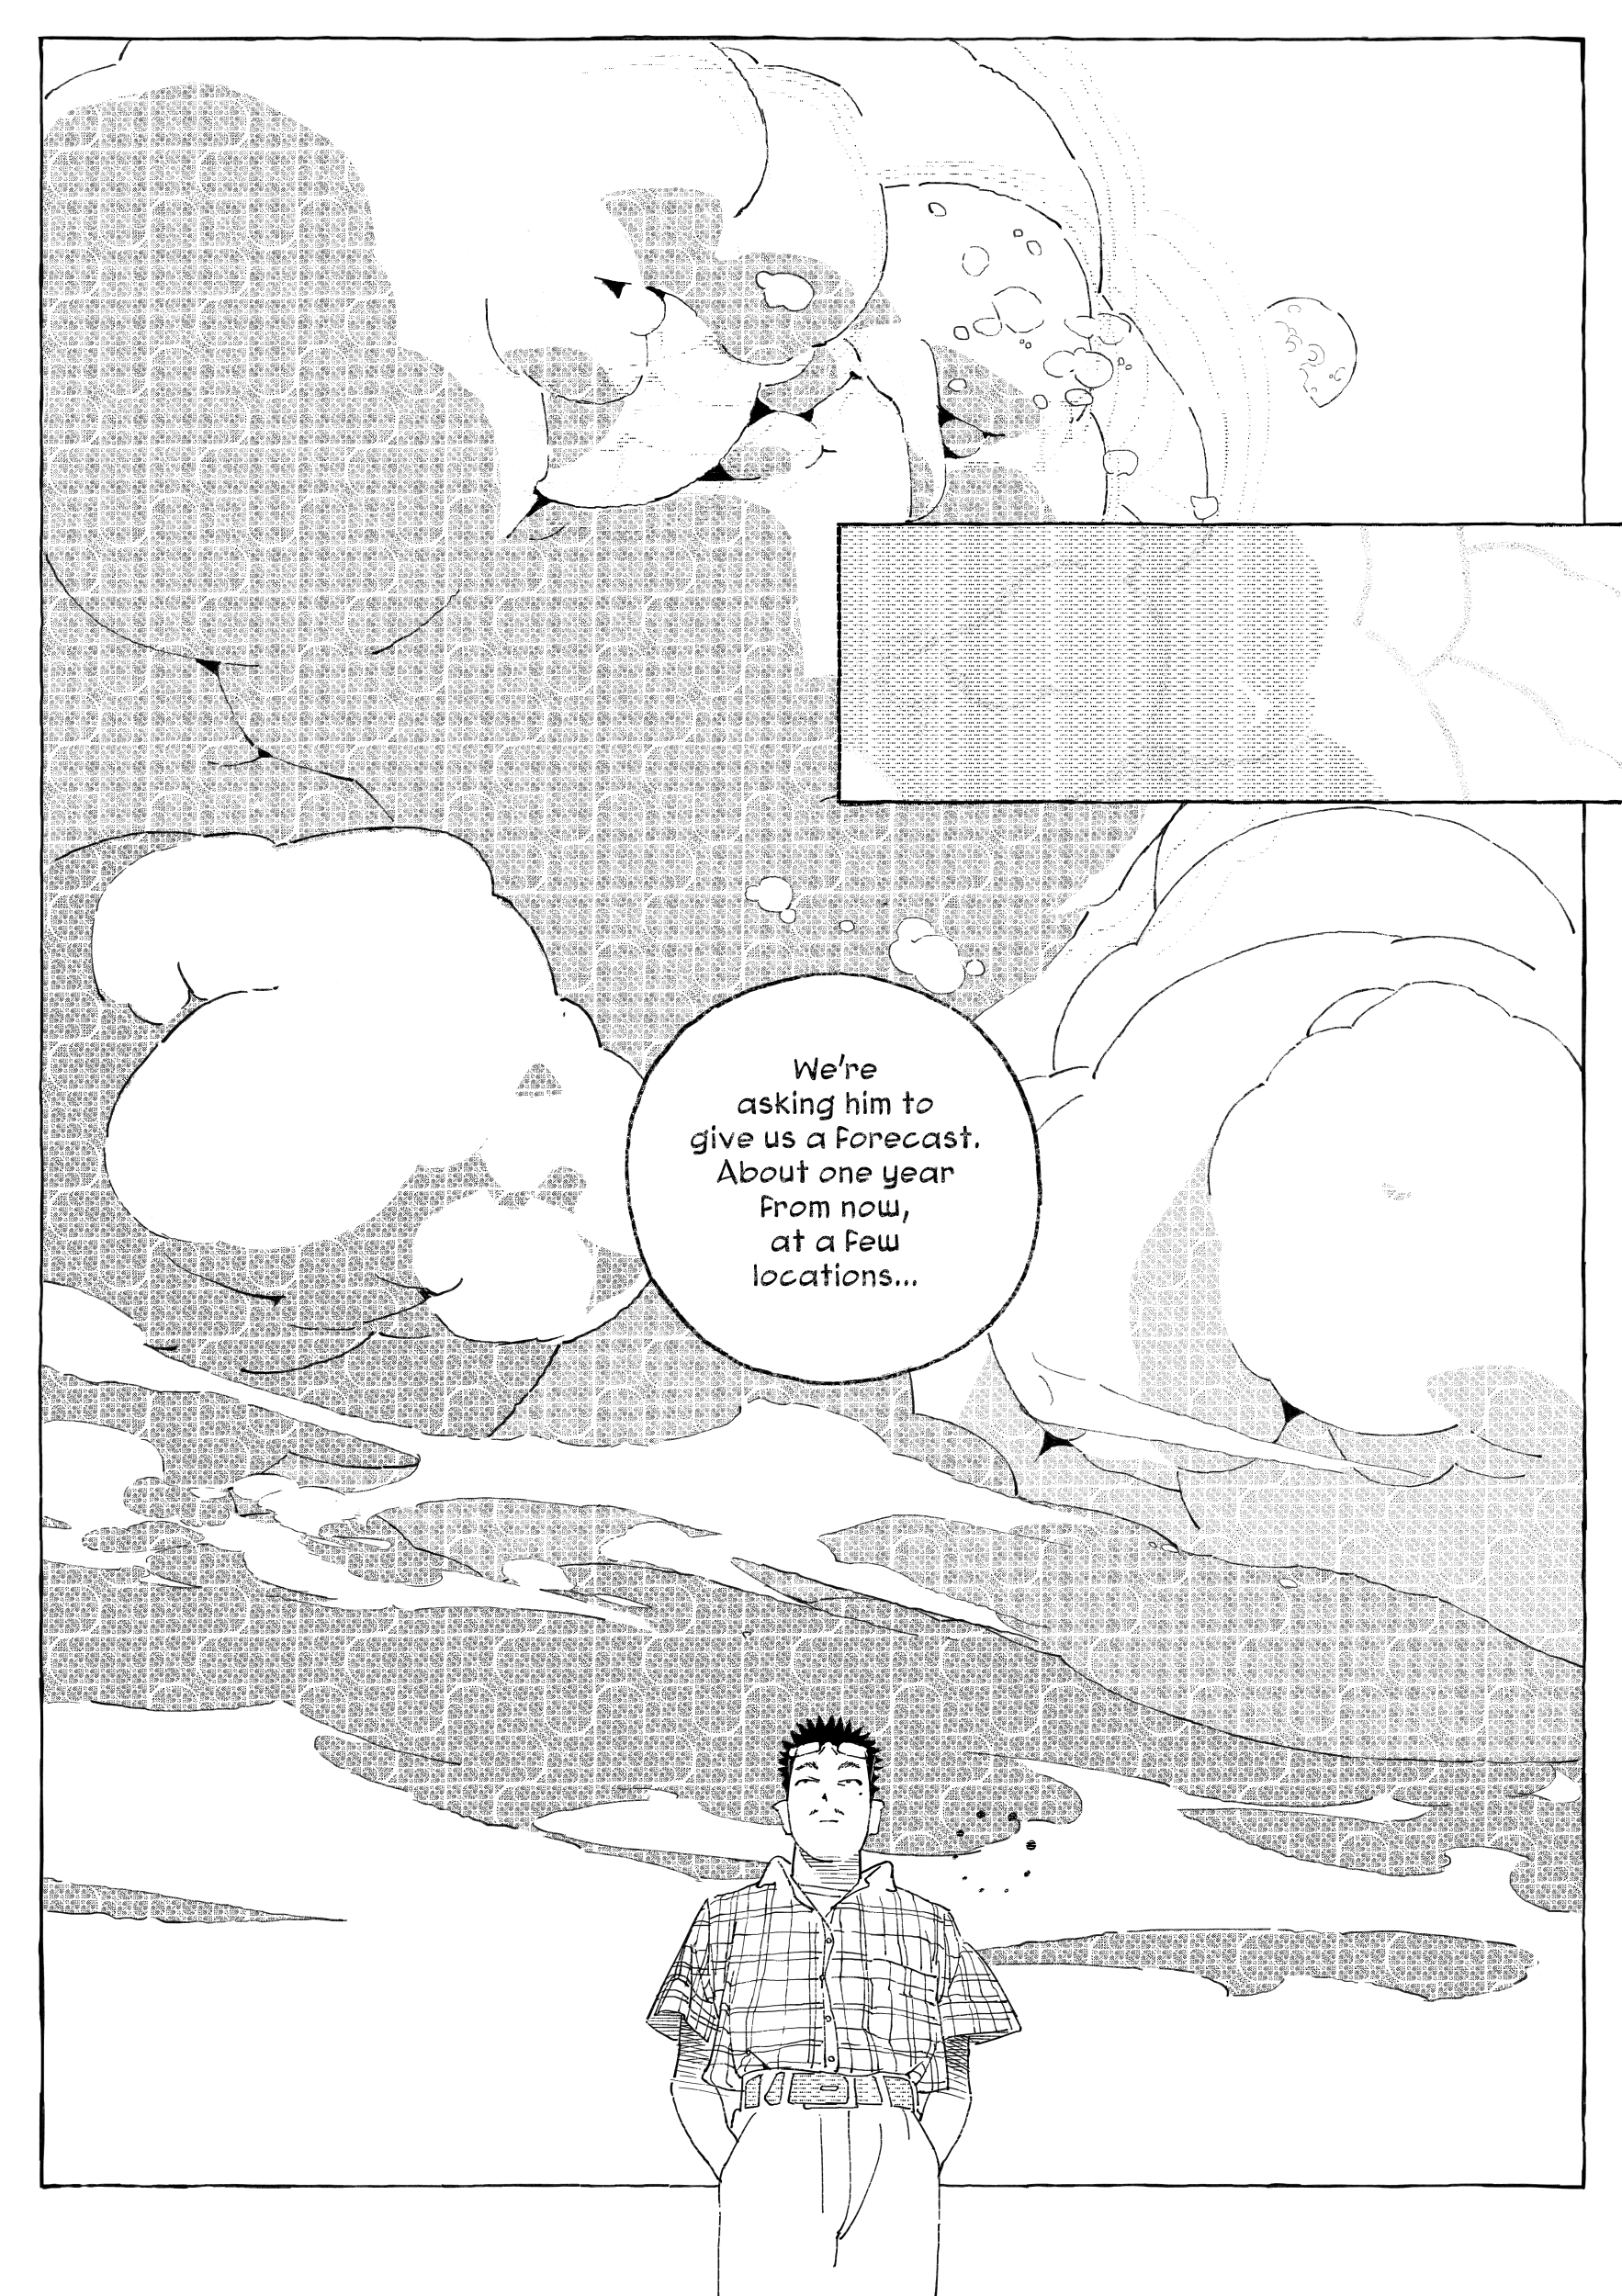 We're
asking him to
give us a forecast.
About one year
from now,
at a few
locations...